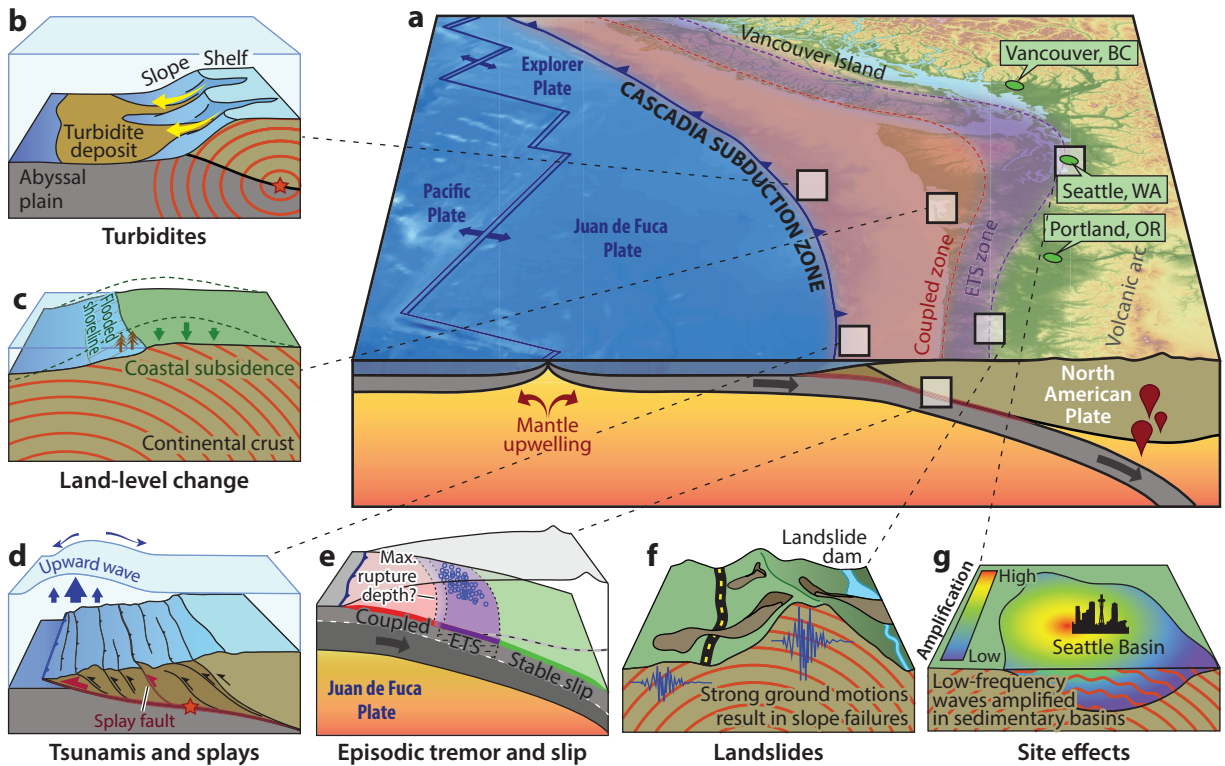 a
Vancouver Island
Vancouver, BC
Explorer
Plate
CASCADIA SUBDUCTION ZONE
Pacific
Plate
Juan de Fuca
Plate
Seattle, WA
Portland, OR
Coupled zone
ETS zone
Volcanic arc
North
American
Plate
Mantle
upwelling
b
Slope
Shelf
Turbidite
deposit
Abyssal
plain
Turbidites
c
Flooded
shoreline
Coastal subsidence
Continental crust
Land-level change
d
Upward wave
Splay fault
Tsunamis and splays
e
Max.
rupture
depth?
Coupled
ETS
Stable slip
Juan de Fuca
Plate
Episodic tremor and slip
f
Landslide
dam
Strong ground motions
result in slope failures
Landslides
g
Amplification
High
Low
Seattle Basin
Low-frequency
waves amplified
in sedimentary basins
Site effects